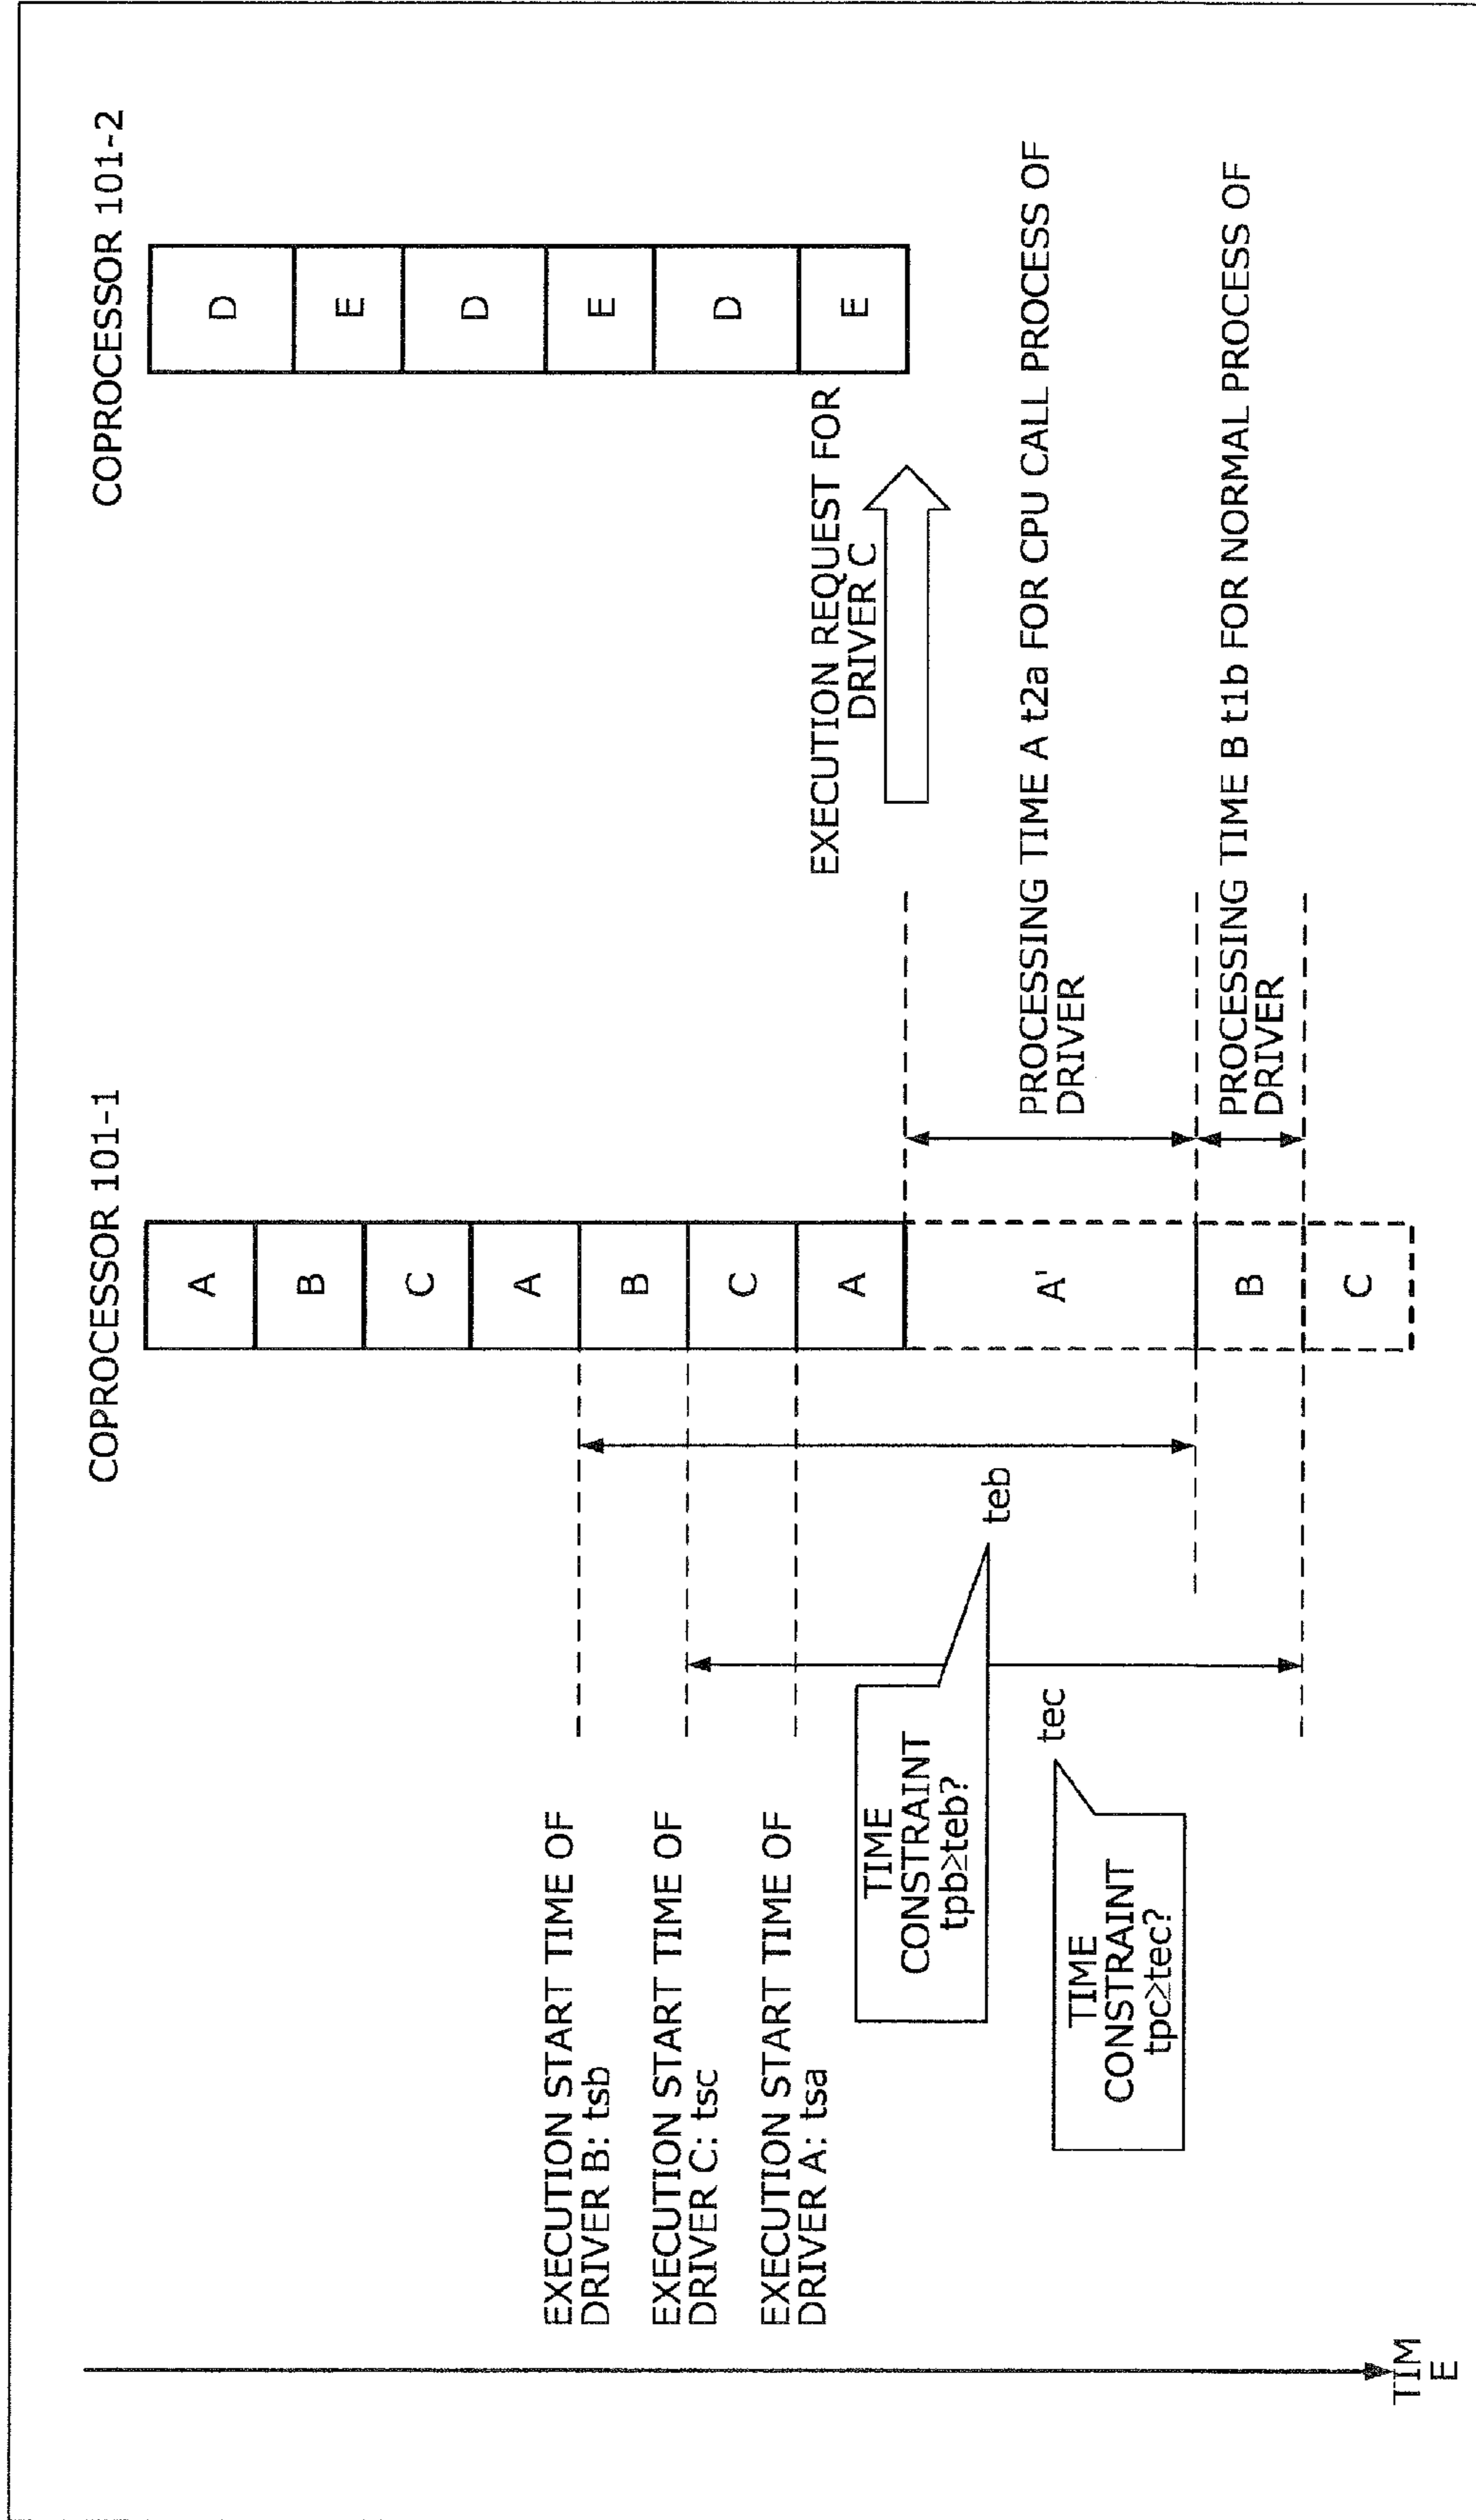 COPROCESSOR 101-1
COPROCESSOR 101-2
A
B
C
A
B
C
A
A'
B
C
D
E
D
E
D
E
EXECUTION START TIME OF
DRIVER B: tsb
EXECUTION START TIME OF
DRIVER C: tsc
EXECUTION START TIME OF
DRIVER A: tsa
TIME
CONSTRAINT
tpb≥teb?
teb
TIME
CONSTRAINT
tpc≥tec?
tec
EXECUTION REQUEST FOR
DRIVER C
PROCESSING TIME A t2a FOR CPU CALL PROCESS OF
DRIVER
PROCESSING TIME B t1b FOR NORMAL PROCESS OF
DRIVER
TIM
E